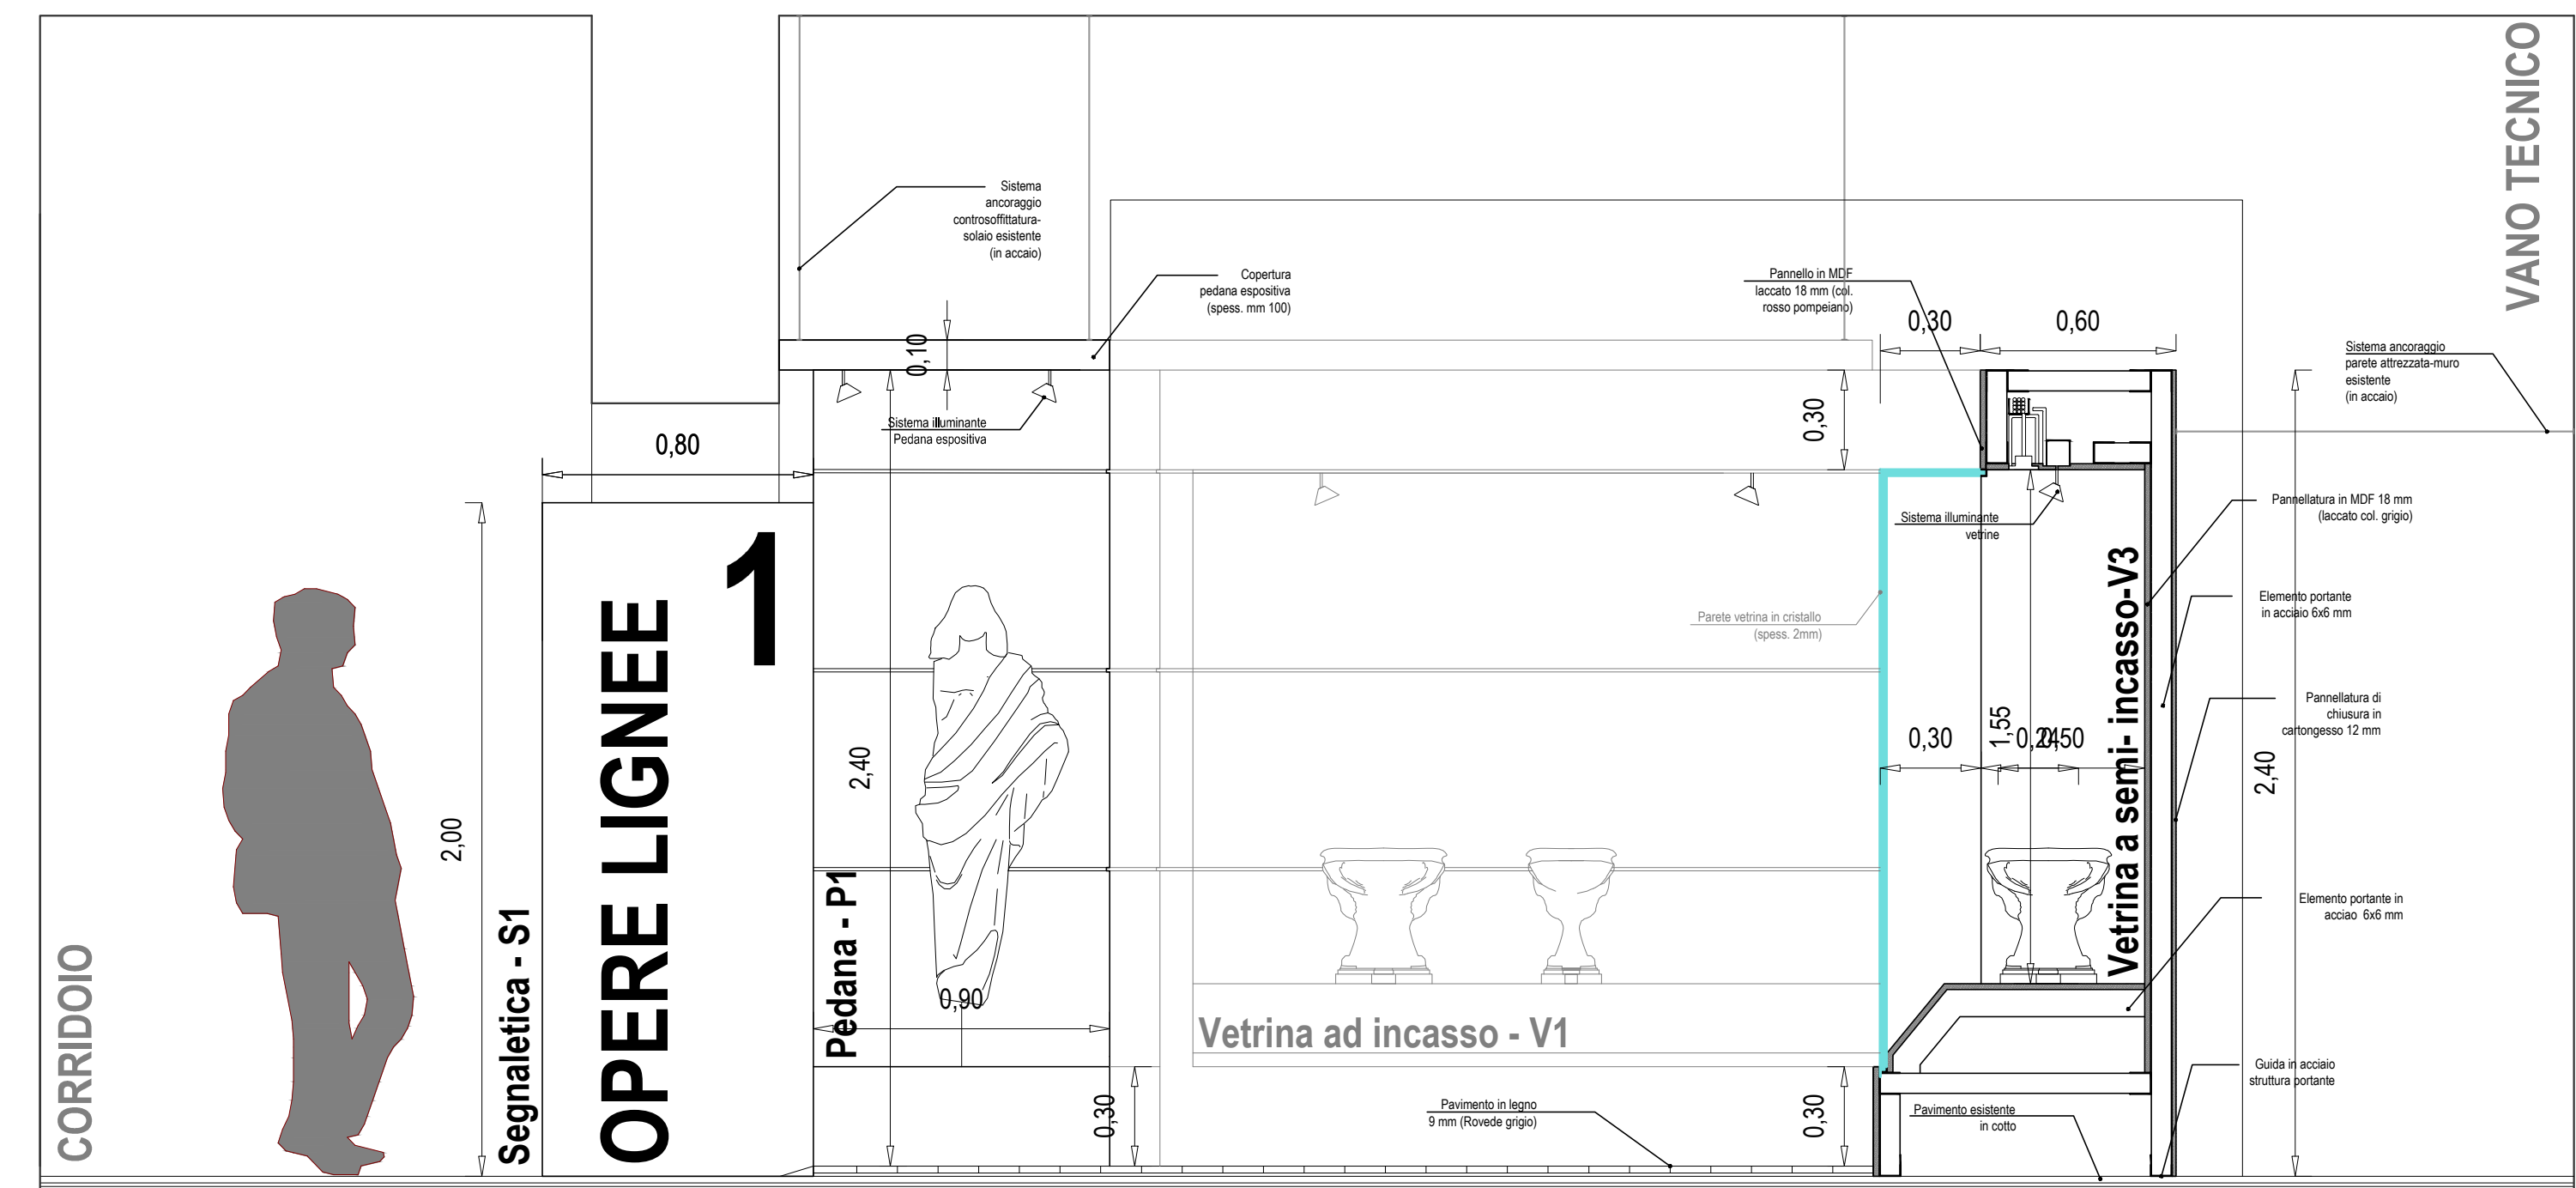 VANO TECNICO
Sistema
ancoraggio
controsoffittatura-
solaio esistente
(in accaio)
Copertura
pedana espositiva
(spess. mm 100)
Pannello in MDF
laccato 18 mm (col.
rosso pompeiano)
0,30
0,60
0,10
Sistema ancoraggio
parete attrezzata-muro
esistente
(in accaio)
Sistema illuminante
Pedana espositiva
0,30
0,80
Pannellatura in MDF 18 mm
(laccato col. grigio)
Sistema illuminante
vetrine
1
OPERE LIGNEE
Elemento portante
in acciaio 6x6 mm
Parete vetrina in cristallo
(spess. 2mm)
Vetrina a semi- incasso-V3
Pannellatura di
chiusura in
cartongesso 12 mm
0,30
1,55
0,24
0,50
2,40
2,40
2,00
Elemento portante in
acciao 6x6 mm
Segnaletica - S1
Pedana - P1
CORRIDOIO
0,90
Vetrina ad incasso - V1
Guida in acciaio
struttura portante
0,30
Pavimento in legno
9 mm (Rovede grigio)
0,30
Pavimento esistente
in cotto